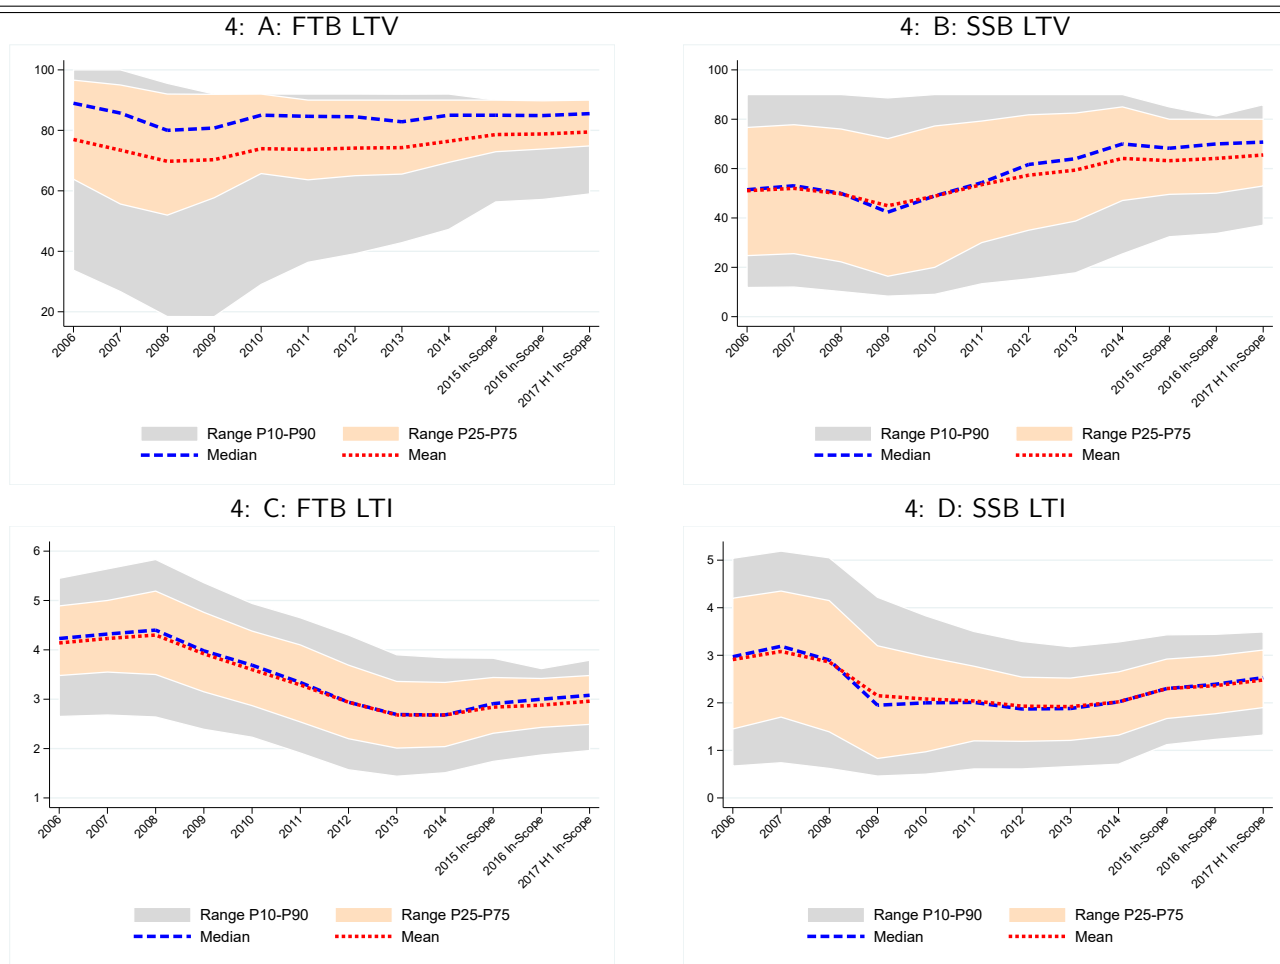 4: A: FTB LTV
100
80
60
40
20
2006 2007 2008 2009 2010 2011 2012 2013 2014 2015 In-Scope 2016 In-Scope 2017 H1 In-Scope
Range P10-P90 Range P25-P75
Median Mean
4: B: SSB LTV
100
80
60
40
20
0
2006 2007 2008 2009 2010 2011 2012 2013 2014 2015 In-Scope 2016 In-Scope 2017 H1 In-Scope
Range P10-P90 Range P25-P75
Median Mean
4: C: FTB LTI
6
5
4
3
2
1
2006 2007 2008 2009 2010 2011 2012 2013 2014 2015 In-Scope 2016 In-Scope 2017 H1 In-Scope
Range P10-P90 Range P25-P75
Median Mean
4: D: SSB LTI
5
4
3
2
1
0
2006 2007 2008 2009 2010 2011 2012 2013 2014 2015 In-Scope 2016 In-Scope 2017 H1 In-Scope
Range P10-P90 Range P25-P75
Median Mean